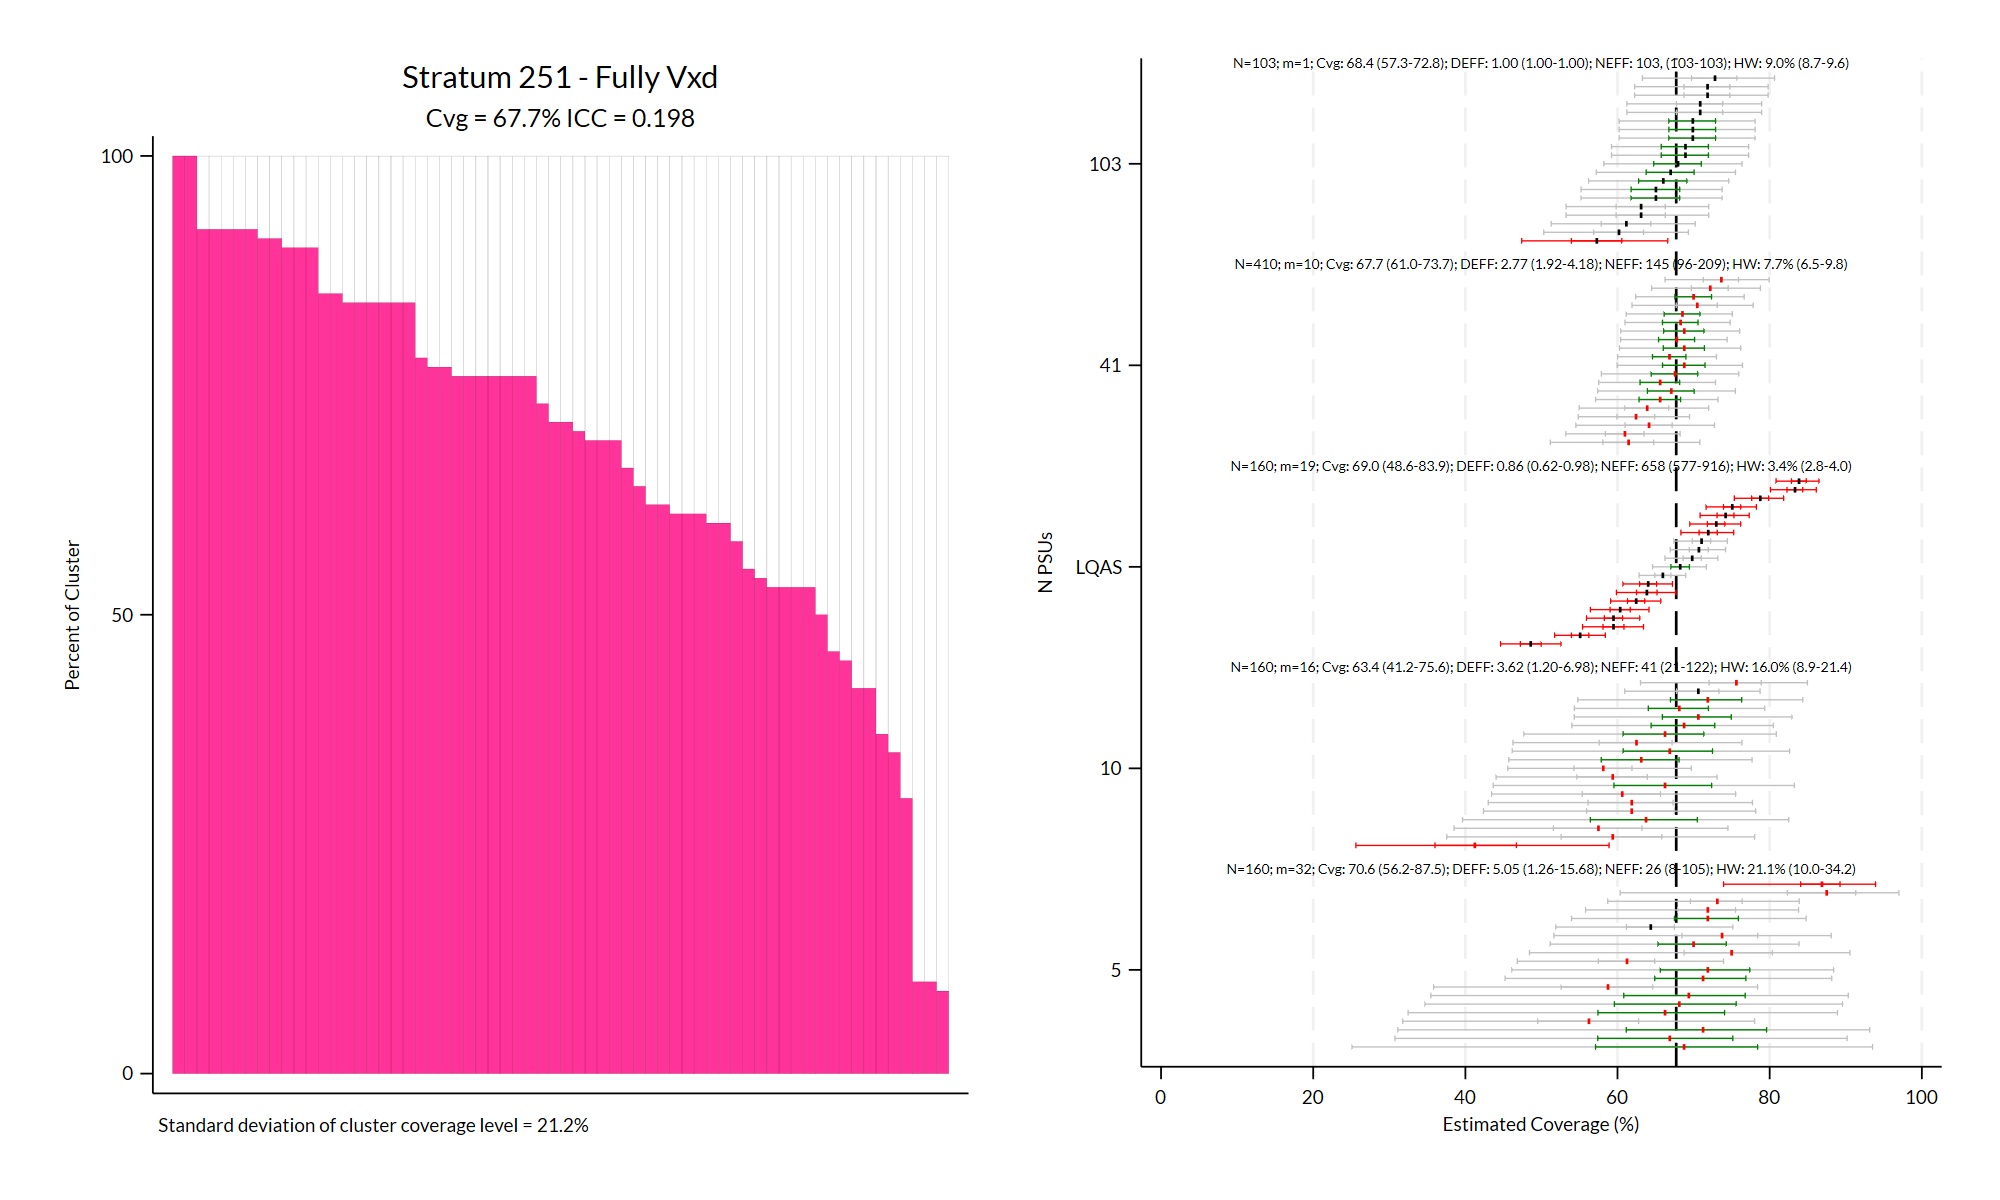 Stratum 251 - Fully Vxd
Cvg = 67.7% ICC = 0.198
100
50
0
Percent of Cluster
Standard deviation of cluster coverage level = 21.2%
N=103; m=1; Cvg: 68.4 (57.3-72.8); DEFF: 1.00 (1.00-1.00); NEFF: 103, (103-103); HW: 9.0% (8.7-9.6)
103
N=410; m=10; Cvg: 67.7 (61.0-73.7); DEFF: 2.77 (1.92-4.18); NEFF: 145 (96-209); HW: 7.7% (6.5-9.8)
41
N=160; m=19; Cvg: 69.0 (48.6-83.9); DEFF: 0.86 (0.62-0.98); NEFF: 658 (577-916); HW: 3.4% (2.8-4.0)
N PSUs
LQAS
N=160; m=16; Cvg: 63.4 (41.2-75.6); DEFF: 3.62 (1.20-6.98); NEFF: 41 (21-122); HW: 16.0% (8.9-21.4)
10
N=160; m=32; Cvg: 70.6 (56.2-87.5); DEFF: 5.05 (1.26-15.68); NEFF: 26 (8-105); HW: 21.1% (10.0-34.2)
5
0 20 40 60 80 100
Estimated Coverage (%)